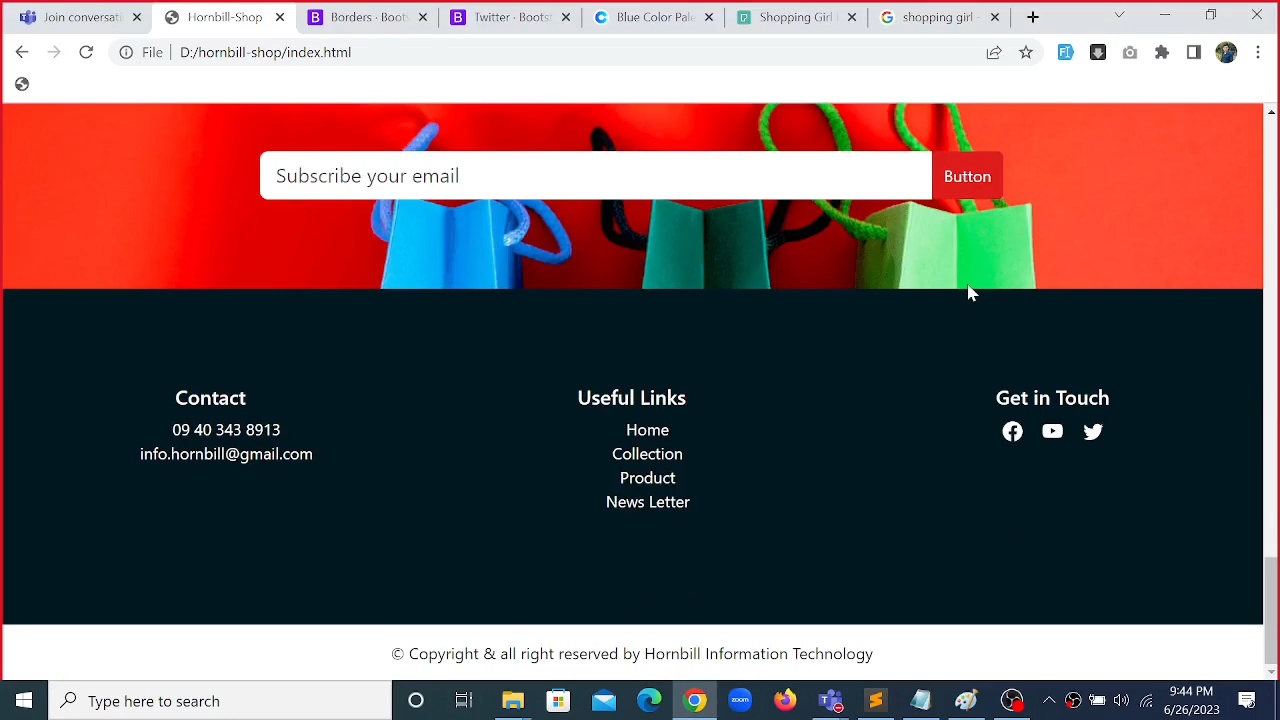 Join conversati
Hornbill-Shop
Borders · Boots
Twitter · Bootst
Blue Color Pale
Shopping Girl
shopping girl -
File
D:/hornbill-shop/index.html
Subscribe your email
Button
Contact
09 40 343 8913
info.hornbill@gmail.com
Useful Links
Home
Collection
Product
News Letter
Get in Touch
© Copyright & all right reserved by Hornbill Information Technology
Type here to search
zoom
9:44 PM
6/26/2023